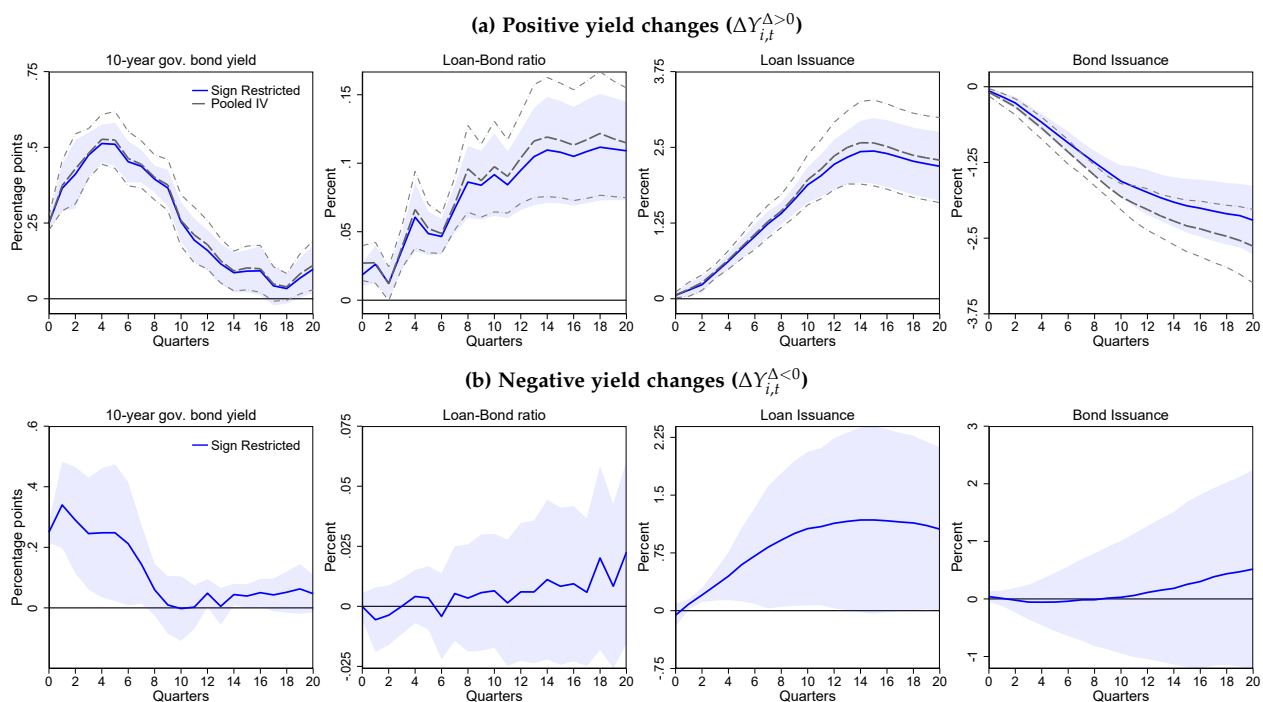 (a) Positive yield changes (ΔY_{i,t}^{Δ>0})
10-year gov. bond yield
Percentage points
.75
.5
.25
0
Sign Restricted
Pooled IV
0 2 4 6 8 10 12 14 16 18 20
Quarters
Loan-Bond ratio
Percent
.15
.1
.05
0
0 2 4 6 8 10 12 14 16 18 20
Quarters
Loan Issuance
Percent
3.75
2.5
1.25
0
0 2 4 6 8 10 12 14 16 18 20
Quarters
Bond Issuance
Percent
0
-1.25
-2.5
-3.75
0 2 4 6 8 10 12 14 16 18 20
Quarters
(b) Negative yield changes (ΔY_{i,t}^{Δ<0})
10-year gov. bond yield
Percentage points
.6
.4
.2
0
Sign Restricted
0 2 4 6 8 10 12 14 16 18 20
Quarters
Loan-Bond ratio
Percent
.075
.05
.025
0
-.025
0 2 4 6 8 10 12 14 16 18 20
Quarters
Loan Issuance
Percent
2.25
1.5
.75
0
-.75
0 2 4 6 8 10 12 14 16 18 20
Quarters
Bond Issuance
Percent
3
2
1
0
-1
0 2 4 6 8 10 12 14 16 18 20
Quarters